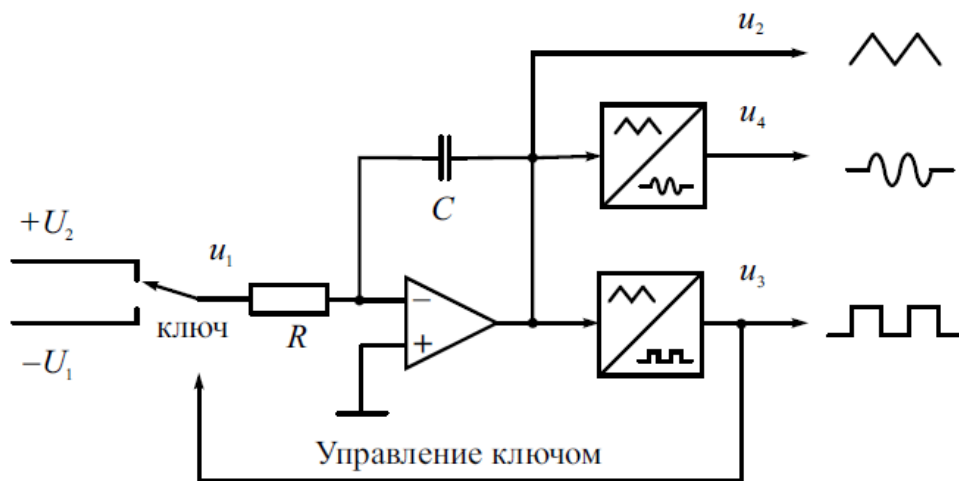 u₂
u₄
C
+U₂
u₁
u₃
−
ключ
R
+
−U₁
Управление ключом